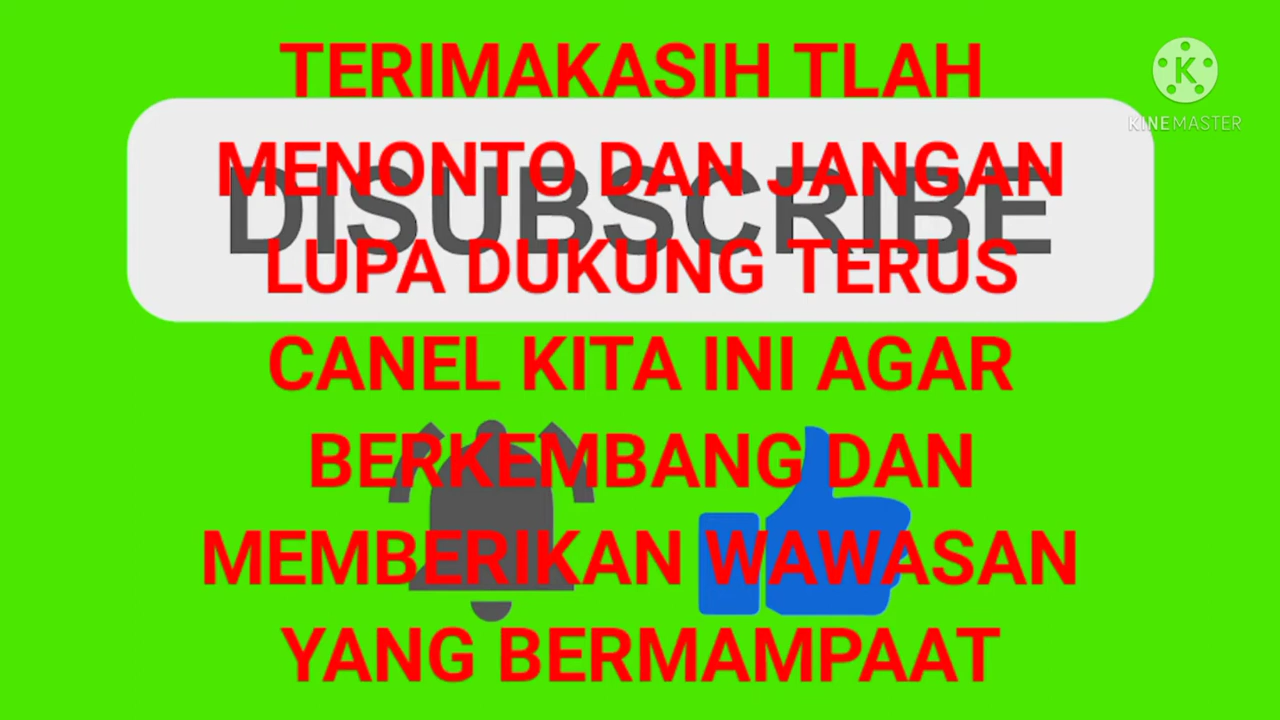 TERIMAKASIH TLAH
MENONTO DAN JANGAN
DISUBSCRIBE
LUPA DUKUNG TERUS
CANEL KITA INI AGAR
BERKEMBANG DAN
MEMBERIKAN WAWASAN
YANG BERMAMPAAT
K
KINEMASTER